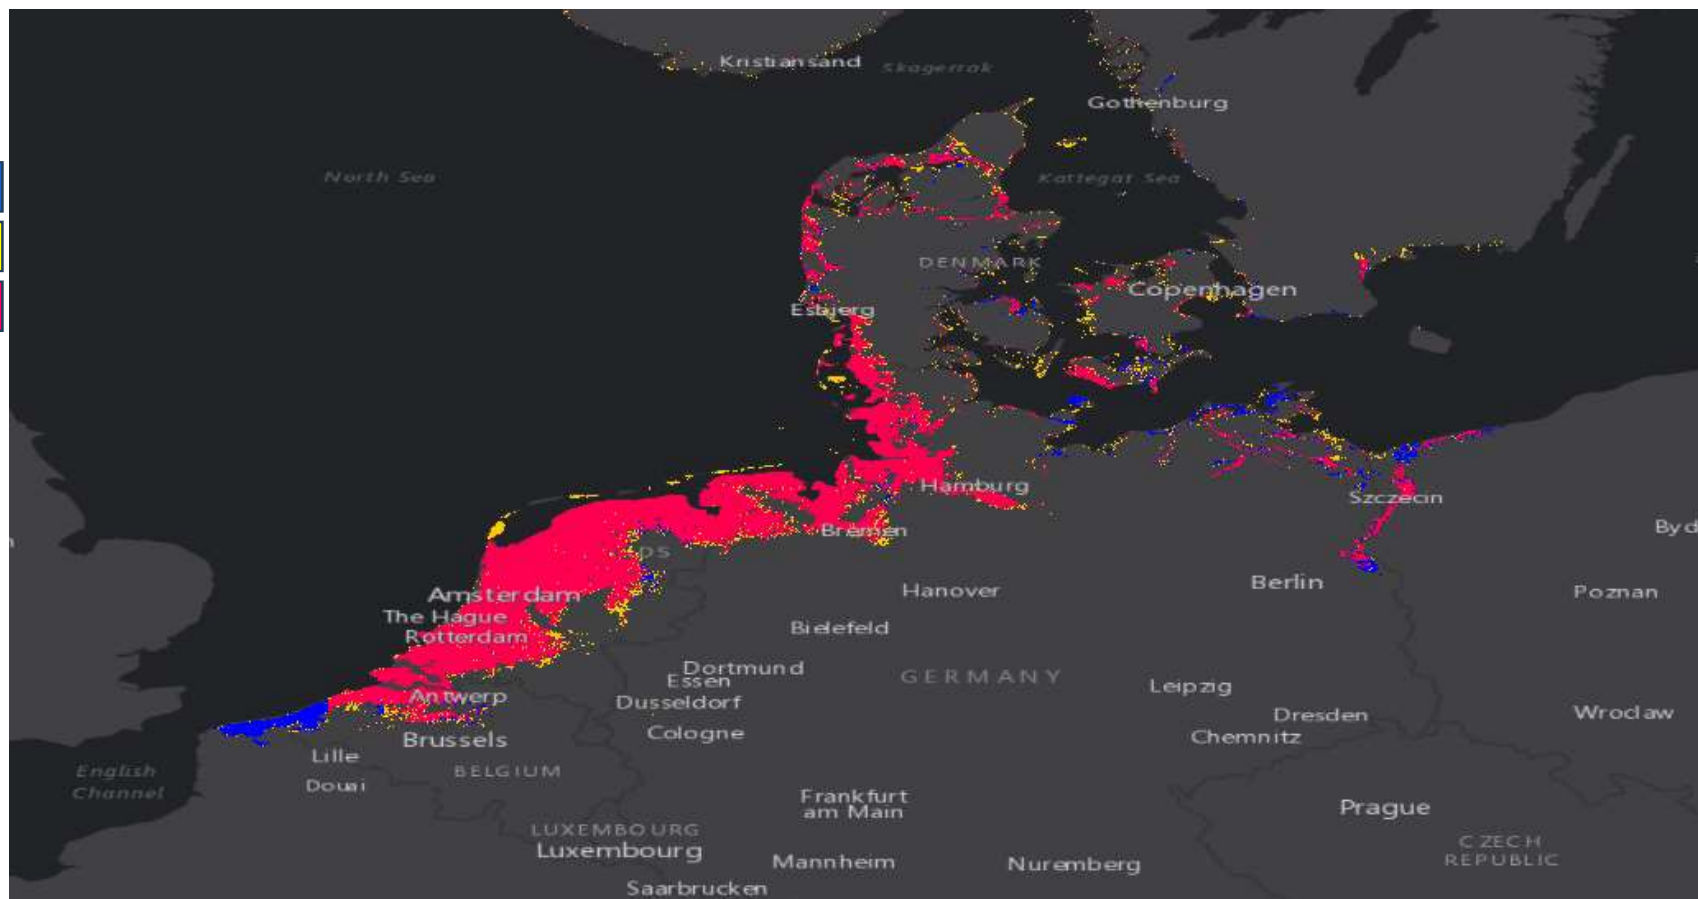 Kristiansand
Skagerrak
Gothenburg
North Sea
Kattegat Sea
DENMARK
Copenhagen
Esbjerg
Hamburg
Szczecin
Bremen
Byd
DS
Amsterdam
Hanover
Berlin
Poznan
The Hague
Bielefeld
Rotterdam
Dortmund
Essen
GERMANY
Leipzig
Antwerp
Dusseldorf
Dresden
Wroclaw
Cologne
Chemnitz
Brussels
Lille
English
Channel
BELGIUM
Douai
Frankfurt
am Main
Prague
LUXEMBOURG
Luxembourg
CZECH
REPUBLIC
Mannheim
Nuremberg
Saarbrucken